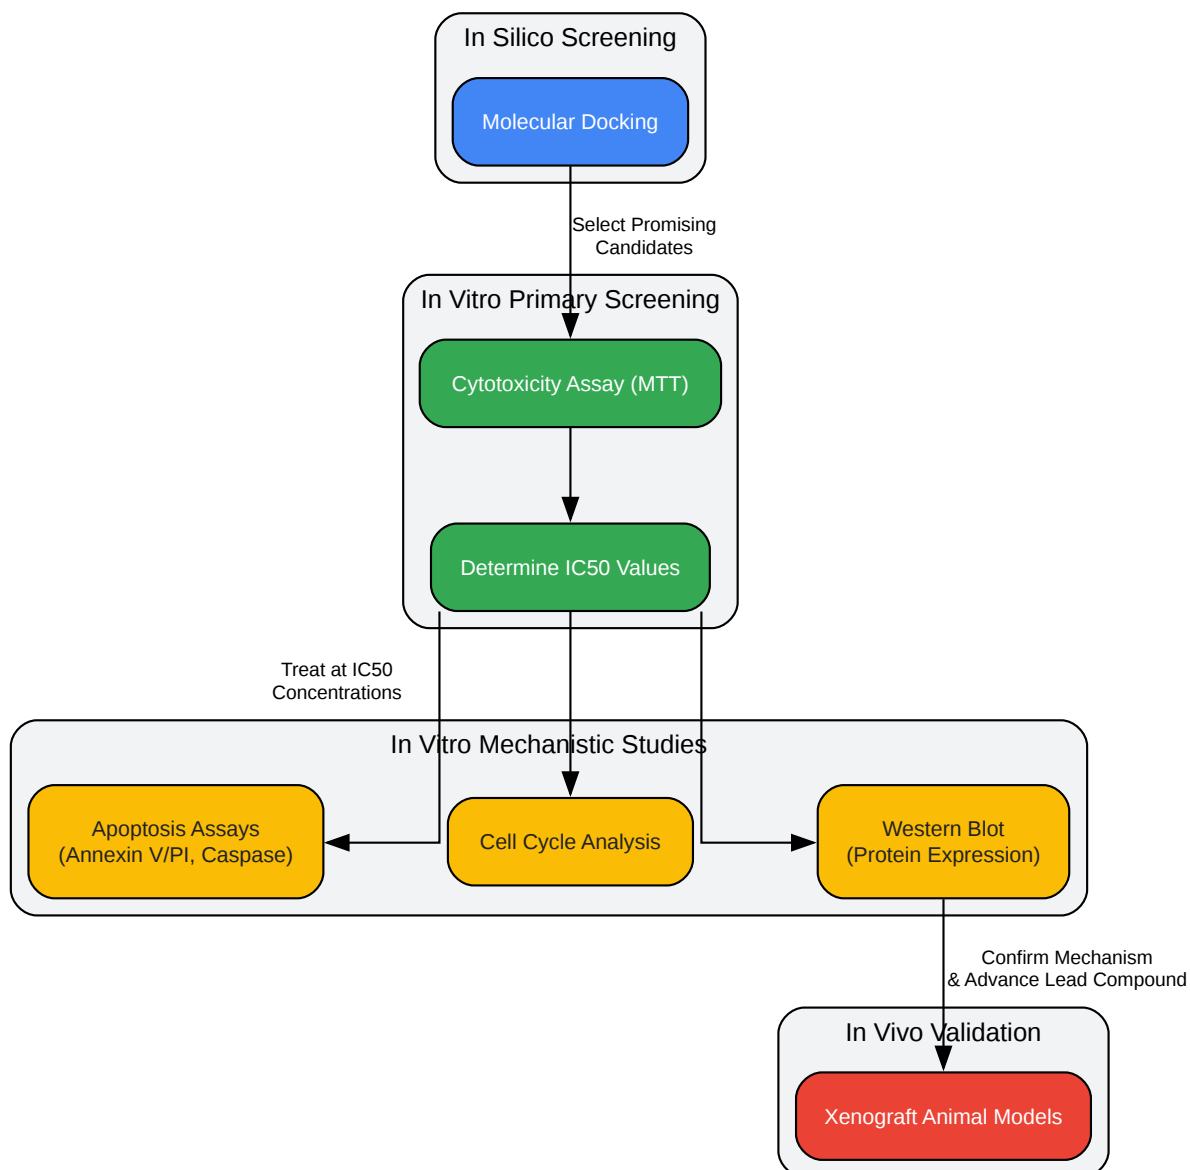 In Silico Screening
Molecular Docking
Select Promising
Candidates
In Vitro Primary Screening
Cytotoxicity Assay (MTT)
Determine IC50 Values
Treat at IC50
Concentrations
In Vitro Mechanistic Studies
Apoptosis Assays
(Annexin V/PI, Caspase)
Cell Cycle Analysis
Western Blot
(Protein Expression)
Confirm Mechanism
& Advance Lead Compound
In Vivo Validation
Xenograft Animal Models